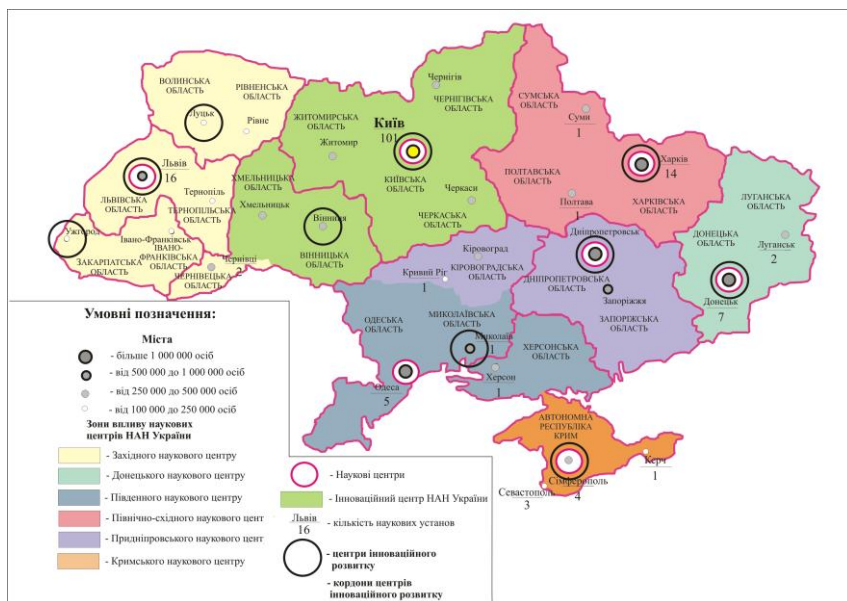 ВОЛИНСЬКА
ОБЛАСТЬ
РІВНЕНСЬКА
ОБЛАСТЬ
Луцьк
Рівне
ЖИТОМИРСЬКА
ОБЛАСТЬ
Житомир
Київ
101
КИЇВСЬКА
ОБЛАСТЬ
Чернігів
ЧЕРНІГІВСЬКА
ОБЛАСТЬ
СУМСЬКА
ОБЛАСТЬ
Суми
1
Харків
14
ХАРКІВСЬКА
ОБЛАСТЬ
ПОЛТАВСЬКА
ОБЛАСТЬ
Полтава
1
Львів
16
ЛЬВІВСЬКА
ОБЛАСТЬ
Тернопіль
ТЕРНОПІЛЬСЬКА
ОБЛАСТЬ
ХМЕЛЬНИЦЬКА
ОБЛАСТЬ
Хмельницьк
Вінниця
ВІННИЦЬКА
ОБЛАСТЬ
Черкаси
ЧЕРКАСЬКА
ОБЛАСТЬ
ЛУГАНСЬКА
ОБЛАСТЬ
Луганськ
2
ДОНЕЦЬКА
ОБЛАСТЬ
Донецьк
7
Ужгород
ЗАКАРПАТСЬКА
ОБЛАСТЬ
Івано-Франківськ
ІВАНО-
ФРАНКІВСЬКА
ОБЛАСТЬ
Чернівці
2
ЧЕРНІВЕЦЬКА
ОБЛАСТЬ
Кіровоград
КІРОВОГРАДСЬКА
ОБЛАСТЬ
Кривий Ріг
1
Дніпропетровськ
ДНІПРОПЕТРОВСЬКА
ОБЛАСТЬ
Запоріжжя
ЗАПОРІЖСЬКА
ОБЛАСТЬ
ОДЕСЬКА
ОБЛАСТЬ
Одеса
5
МИКОЛАЇВСЬКА
ОБЛАСТЬ
Миколаїв
1
ХЕРСОНСЬКА
ОБЛАСТЬ
Херсон
1
АВТОНОМНА
РЕСПУБЛІКА
КРИМ
Сімферополь
4
Керч
1
Севастополь
3
Умовні позначення:
Міста
- більше 1 000 000 осіб
- від 500 000 до 1 000 000 осіб
- від 250 000 до 500 000 осіб
- від 100 000 до 250 000 осіб
Зони впливу наукових
центрів НАН України
- Західного наукового центру
- Донецького наукового центру
- Південного наукового центру
- Північно-східного наукового цент
- Придніпровського наукового цент
- Кримського наукового центру
- Наукові центри
- Інноваційний центр НАН України
Львів
16
- кількість наукових установ
- центри інноваційного
розвитку
- кордони центрів
інноваційного розвитку